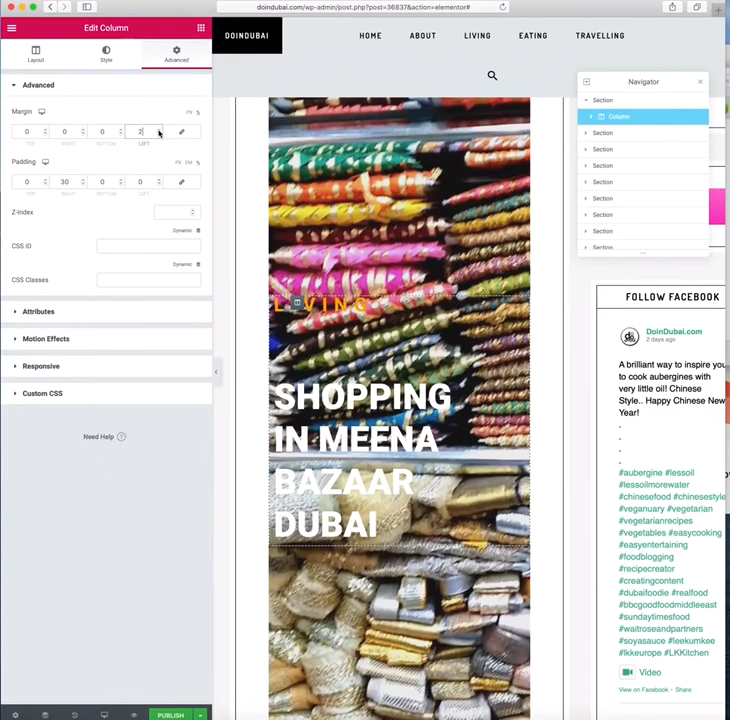 doindubai.com/wp-admin/post.php?post=36837&action=elementor#
Edit Column
Layout
Style
Advanced
Advanced
Margin
PX
%
0
0
0
2
TOP
RIGHT
BOTTOM
LEFT
Padding
PX
EM
%
0
30
0
0
TOP
RIGHT
BOTTOM
LEFT
Z-Index
Dynamic
CSS ID
Dynamic
CSS Classes
Attributes
Motion Effects
Responsive
Custom CSS
Need Help
PUBLISH
DOINDUBAI
HOME
ABOUT
LIVING
EATING
TRAVELLING
LIVING
SHOPPING
IN MEENA
BAZAAR
DUBAI
Navigator
Section
Column
Section
Section
Section
Section
Section
Section
Section
Section
FOLLOW FACEBOOK
DoinDubai.com
2 days ago
A brilliant way to inspire you
to cook aubergines with
very little oil! Chinese
Style.. Happy Chinese New
Year!
.
.
.
.
#aubergine #lessoil
#lessoilmorewater
#chinesefood #chinesestyle
#veganuary #vegetarian
#vegetarianrecipes
#vegetables #easycooking
#easyentertaining
#foodblogging
#recipecreator
#creatingcontent
#dubaifoodie #realfood
#bbcgoodfoodmiddleeast
#sundaytimesfood
#waitroseandpartners
#soyasauce #leekumkee
#lkkeurope #LKKitchen
Video
View on Facebook · Share